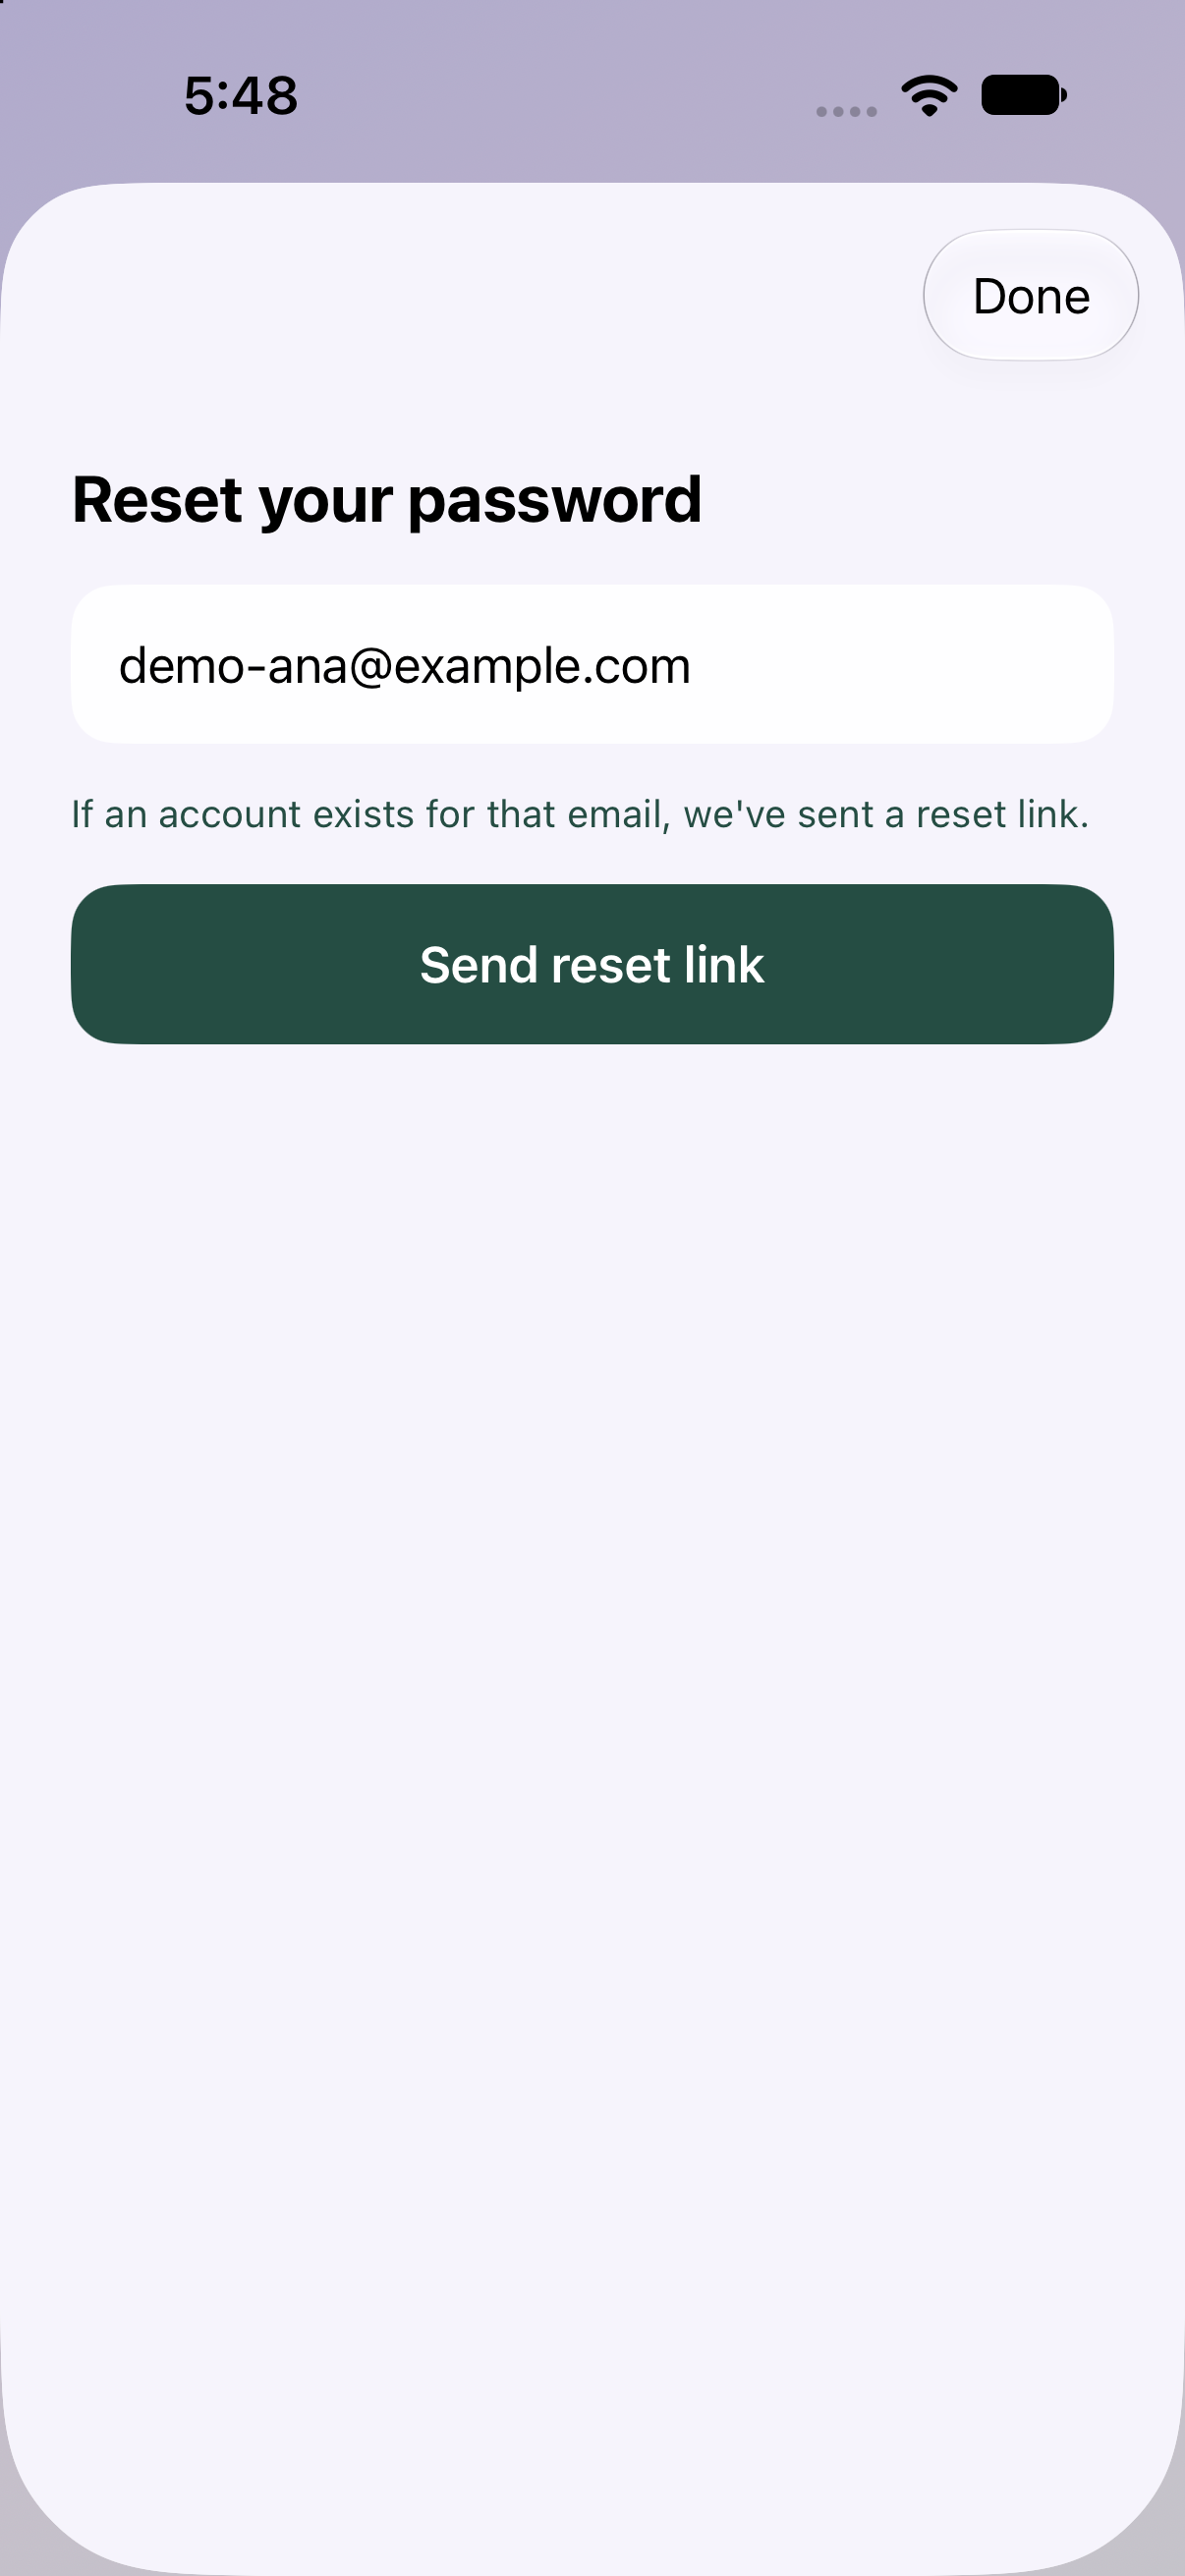 5:48
Done
Reset your password
demo-ana@example.com
If an account exists for that email, we've sent a reset link.
Send reset link